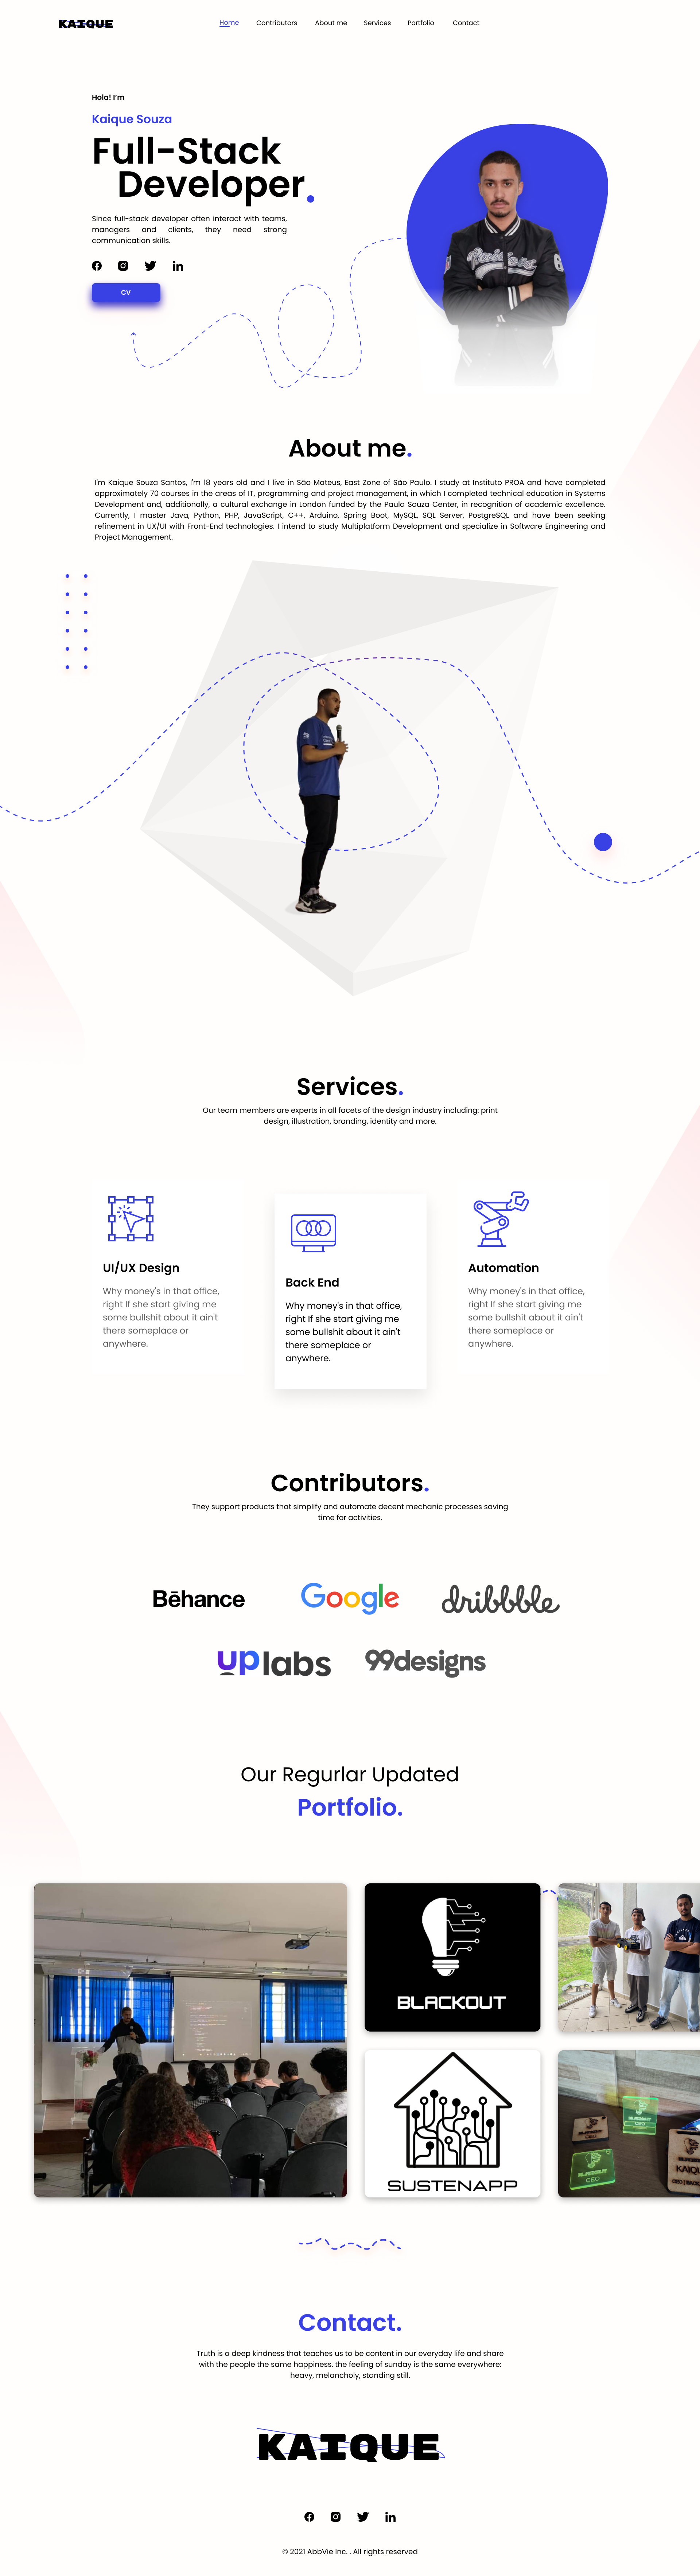 KAIQUE
Home
Contributors
About me
Services
Portfolio
Contact
Hola! I'm
Kaique Souza
Full-Stack
Developer.
Since full-stack developer often interact with teams,
managers and clients, they need strong
communication skills.
CV
About me.
I'm Kaique Souza Santos, I'm 18 years old and I live in São Mateus, East Zone of São Paulo. I study at Instituto PROA and have completed
approximately 70 courses in the areas of IT, programming and project management, in which I completed technical education in Systems
Development and, additionally, a cultural exchange in London funded by the Paula Souza Center, in recognition of academic excellence.
Currently, I master Java, Python, PHP, JavaScript, C++, Arduino, Spring Boot, MySQL, SQL Server, PostgreSQL and have been seeking
refinement in UX/UI with Front-End technologies. I intend to study Multiplatform Development and specialize in Software Engineering and
Project Management.
Services.
Our team members are experts in all facets of the design industry including: print
design, illustration, branding, identity and more.
UI/UX Design
Why money's in that office,
right If she start giving me
some bullshit about it ain't
there someplace or
anywhere.
Back End
Why money's in that office,
right If she start giving me
some bullshit about it ain't
there someplace or
anywhere.
Automation
Why money's in that office,
right If she start giving me
some bullshit about it ain't
there someplace or
anywhere.
Contributors.
They support products that simplify and automate decent mechanic processes saving
time for activities.
Bēhance
Google
dribbble
uplabs
99designs
Our Regurlar Updated
Portfolio.
BLACKOUT
SUSTENAPP
BLACKOUT
BLACKOUT
CEO
Contact.
Truth is a deep kindness that teaches us to be content in our everyday life and share
with the people the same happiness. the feeling of sunday is the same everywhere:
heavy, melancholy, standing still.
KAIQUE
© 2021 AbbVie Inc. . All rights reserved